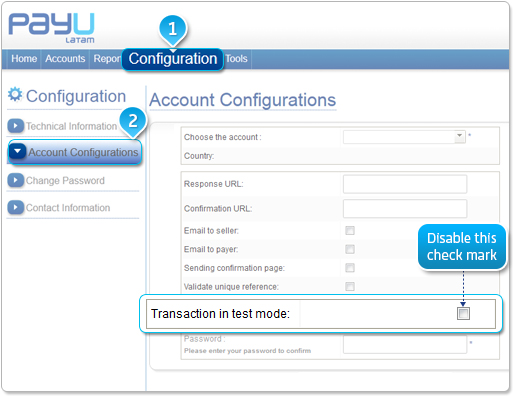 PAYU
LATAM
1
Home Accounts Report Configuration Tools
Configuration
2
Technical Information
Account Configurations
Change Password
Contact Information
Account Configurations
Choose the account : *
Country:
Response URL:
Confirmation URL:
Email to seller:
Email to payer:
Sending confirmation page:
Validate unique reference:
Disable this
check mark
Transaction in test mode:
Password : *
Please enter your password to confirm